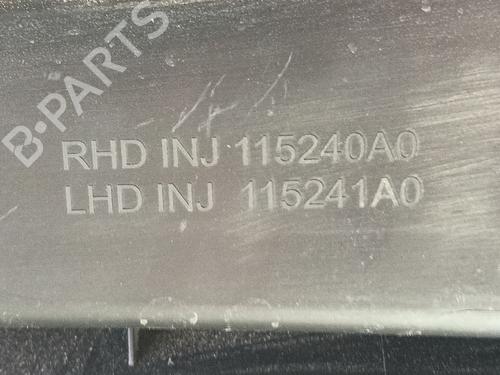 B-PARTS
RHD INJ 115240A0
LHD INJ 115241A0